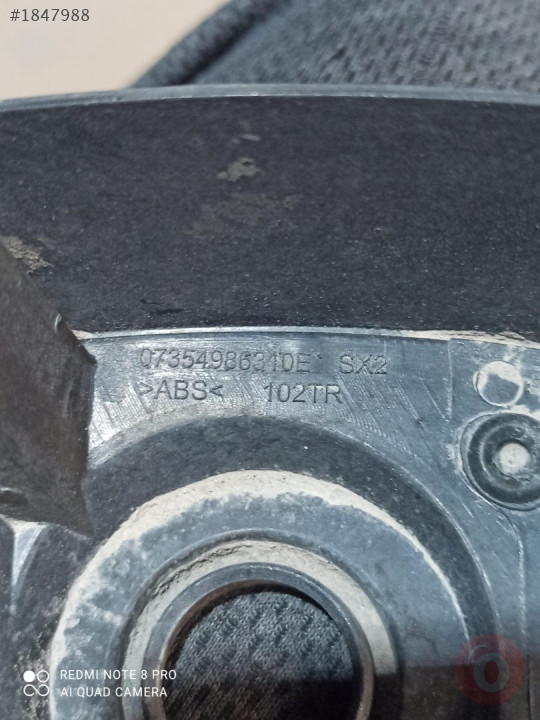 #1847988
07354986310E SX2
>ABS< 102TR
REDMI NOTE 8 PRO
AI QUAD CAMERA